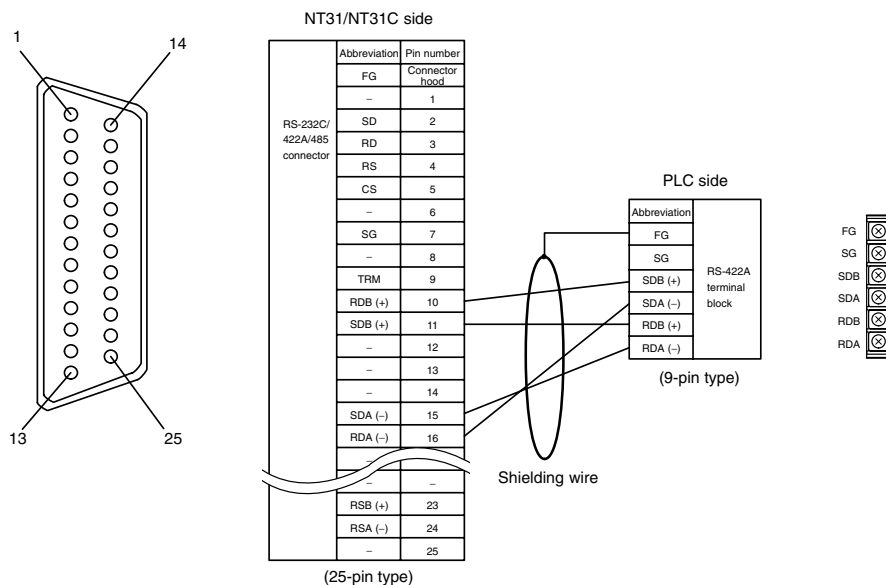 NT31/NT31C side
1
14
13
25
RS-232C/
422A/485
connector
Abbreviation Pin number
FG Connector hood
– 1
SD 2
RD 3
RS 4
CS 5
– 6
SG 7
– 8
TRM 9
RDB (+) 10
SDB (+) 11
– 12
– 13
– 14
SDA (–) 15
RDA (–) 16
–
– –
RSB (+) 23
RSA (–) 24
– 25
(25-pin type)
Shielding wire
PLC side
Abbreviation
FG
SG
SDB (+)
SDA (–)
RDB (+)
RDA (–)
RS-422A
terminal
block
(9-pin type)
FG
SG
SDB
SDA
RDB
RDA